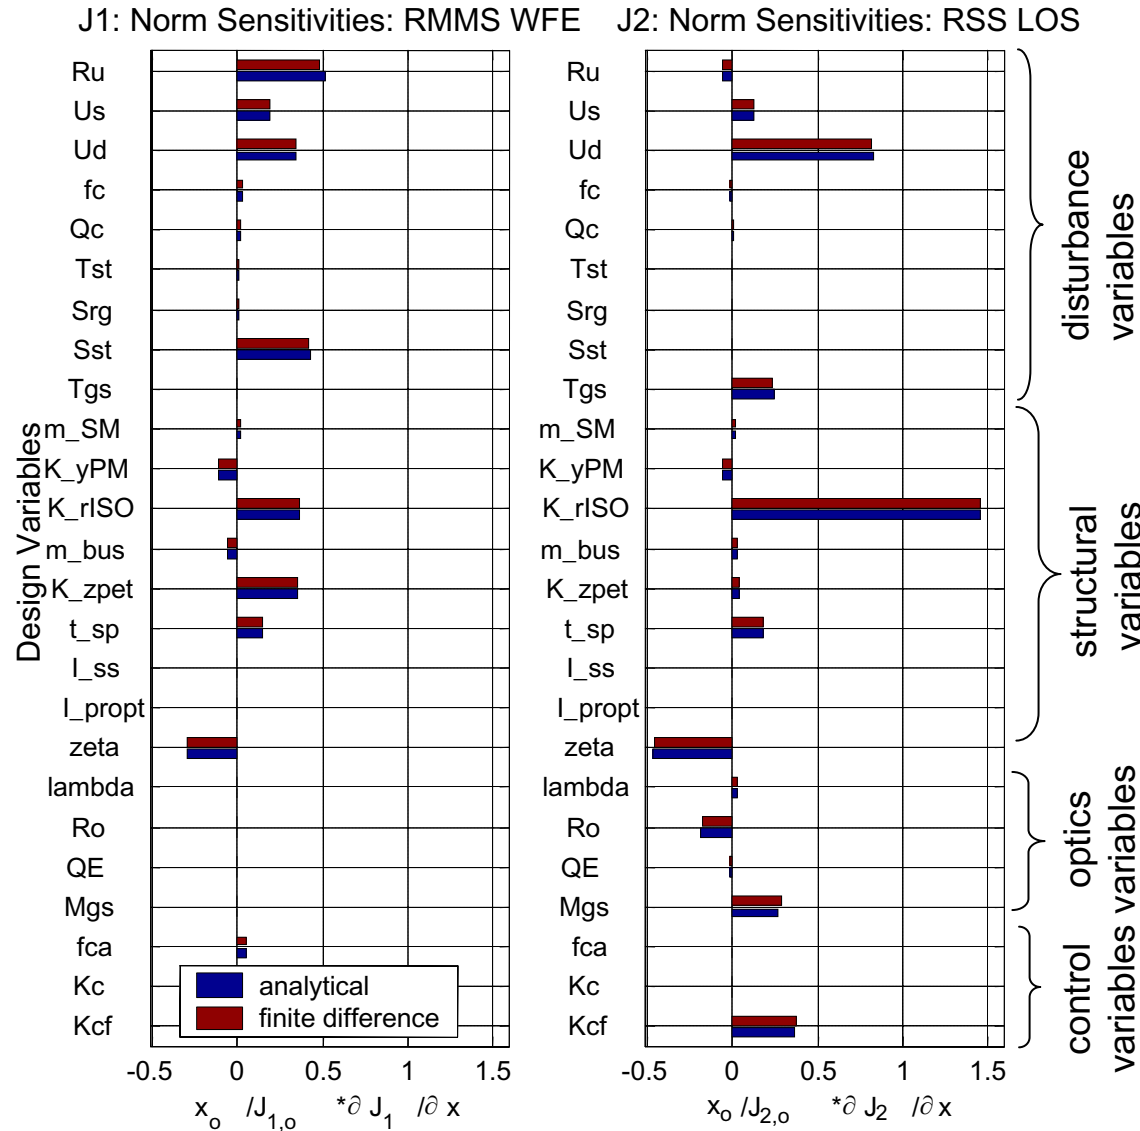 J1: Norm Sensitivities: RMMS WFE
J2: Norm Sensitivities: RSS LOS
Design Variables
Ru
Us
Ud
fc
Qc
Tst
Srg
Sst
Tgs
m_SM
K_yPM
K_rISO
m_bus
K_zpet
t_sp
I_ss
I_propt
zeta
lambda
Ro
QE
Mgs
fca
Kc
Kcf
analytical
finite difference
-0.5 0 0.5 1 1.5
x_o /J_1,o *∂ J_1 /∂ x
Ru
Us
Ud
fc
Qc
Tst
Srg
Sst
Tgs
m_SM
K_yPM
K_rISO
m_bus
K_zpet
t_sp
I_ss
I_propt
zeta
lambda
Ro
QE
Mgs
fca
Kc
Kcf
-0.5 0 0.5 1 1.5
x_o /J_2,o *∂ J_2 /∂ x
disturbance
variables
structural
variables
optics
variables
control
variables